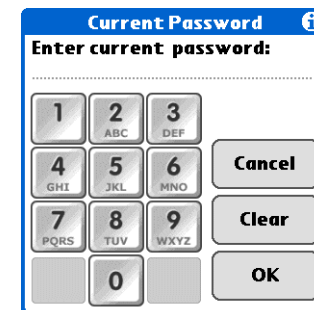 Current Password
Enter current password:
1
2
ABC
3
DEF
4
GHI
5
JKL
6
MNO
Cancel
7
PQRS
8
TUV
9
WXYZ
Clear
0
OK